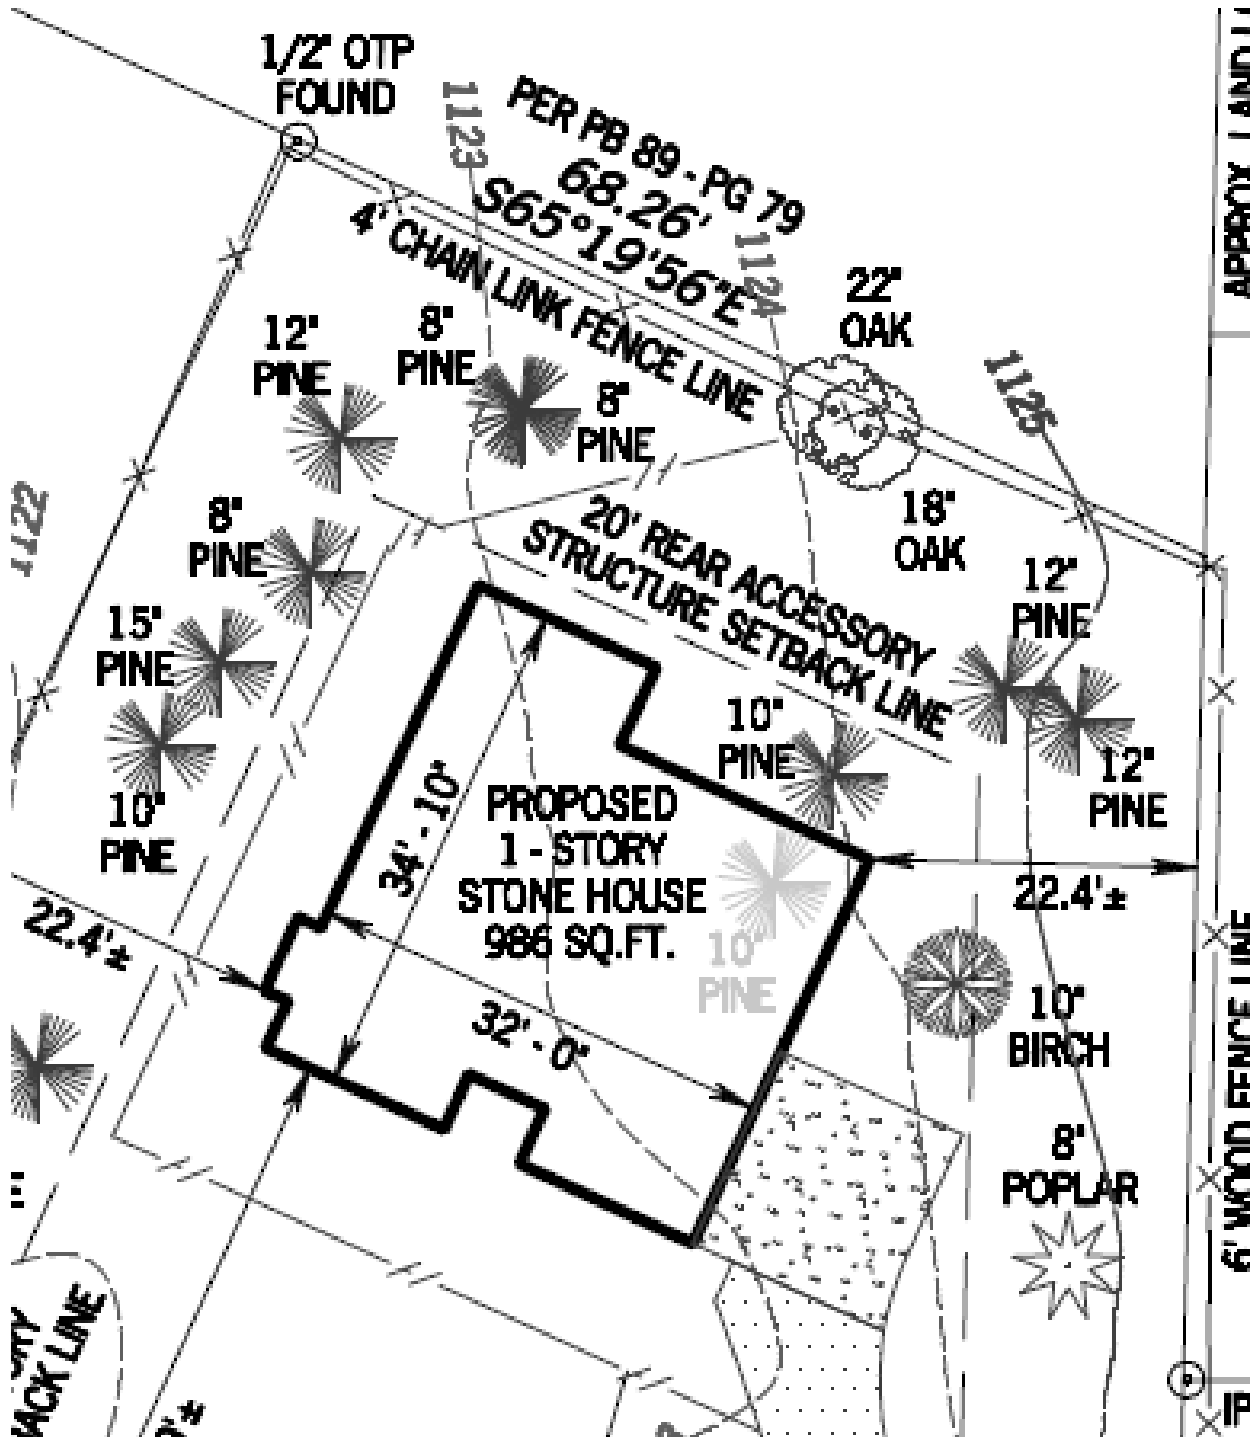 1/2" OTP
FOUND
1123
PER PB 89 - PG 79
68.26'
S65°19'56"E
4' CHAIN LINK FENCE LINE
1124
22"
OAK
1125
12"
PINE
8"
PINE
8"
PINE
1122
8"
PINE
20' REAR ACCESSORY
STRUCTURE SETBACK LINE
18"
OAK
12"
PINE
15"
PINE
10"
PINE
10"
PINE
12"
PINE
34' - 10"
PROPOSED
1 - STORY
STONE HOUSE
986 SQ.FT.
22.4'±
22.4'±
10"
PINE
32' - 0"
10"
BIRCH
8"
POPLAR
APPROX LAND
6' WOOD FENCE LINE
LINE
IP